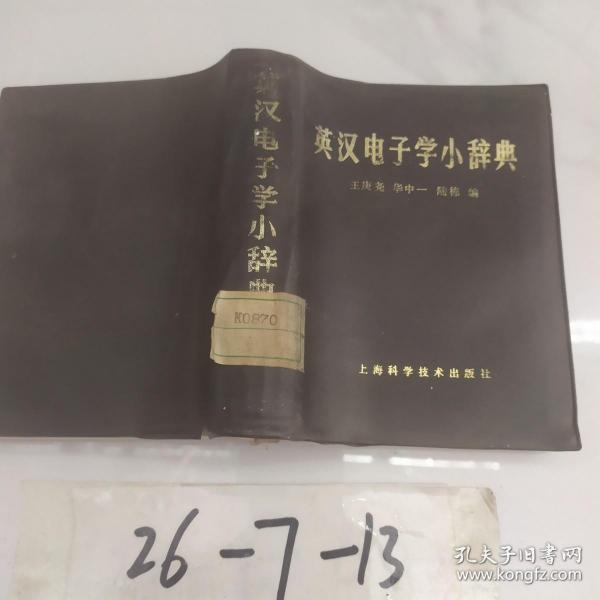 英汉电子学小辞典
K0870
英汉电子学小辞典
王庚尧 华中一 陆栋 编
上海科学技术出版社
26-7-13
孔夫子旧书网
www.kongfz.com